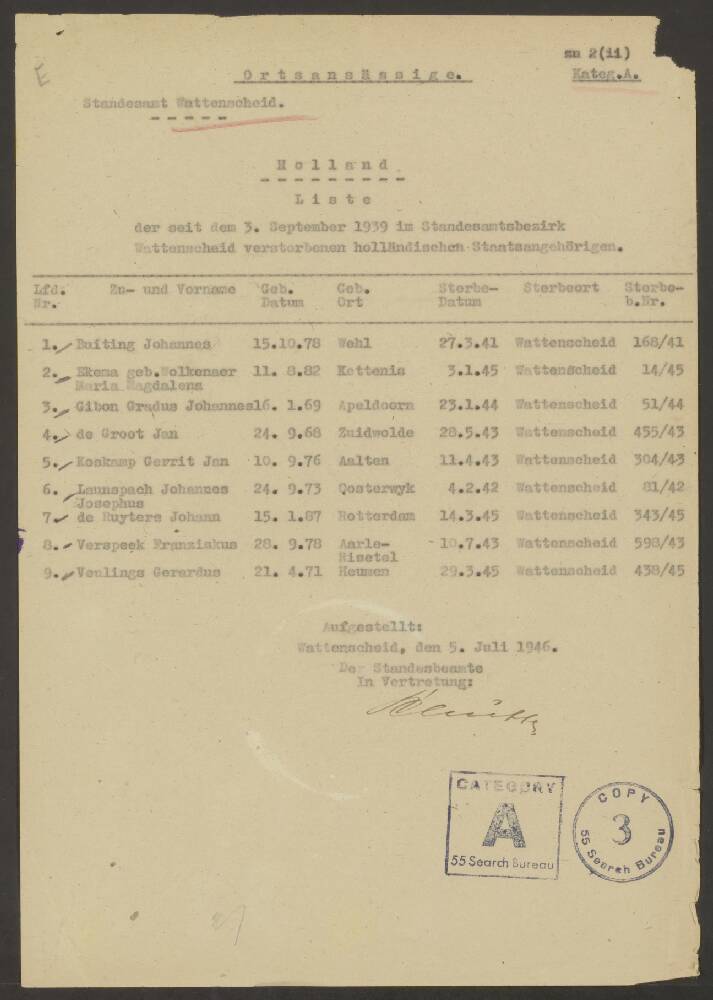 zu 2(ii)
Ortsansässige.
Kateg.A.
E
Standesamt Wattenscheid.
Holland
Liste
der seit dem 3. September 1939 im Standesamtsbezirk
Wattenscheid verstorbenen holländischen Staatsangehörigen.
Lfd. Zu- und Vorname Geb. Geb. Sterbe- Sterbeort Sterbe-
Nr. Datum Ort Datum b.Nr.
1. Buiting Johannes 15.10.78 Wehl 27.3.41 Wattenscheid 168/41
2. Ekema geb.Wolkenaer 11. 8.82 Kettenis 3.1.45 Wattenscheid 14/45
Maria Magdalena
3. Gibon Gradus Johannes16. 1.69 Apeldoorn 23.1.44 Wattenscheid 51/44
4. de Groot Jan 24. 9.68 Zuidwolde 28.5.43 Wattenscheid 455/43
5. Koskamp Gerrit Jan 10. 9.76 Aalten 11.4.43 Wattenscheid 304/43
6. Launspach Johannes 24. 9.73 Oosterwyk 4.2.42 Wattenscheid 81/42
Josephus
7. de Ruyters Johann 15. 1.87 Rotterdam 14.3.45 Wattenscheid 343/45
8. Verspeek Franziskus 28. 9.78 Aarle- 10.7.43 Wattenscheid 598/43
Rixtel
9. Venlings Gerardus 21. 4.71 Heumen 29.3.45 Wattenscheid 438/45
Aufgestellt:
Wattenscheid, den 5. Juli 1946.
Der Standesbeamte
In Vertretung:
CATEGORY
A
55 Search Bureau
COPY
3
55 Search Bureau